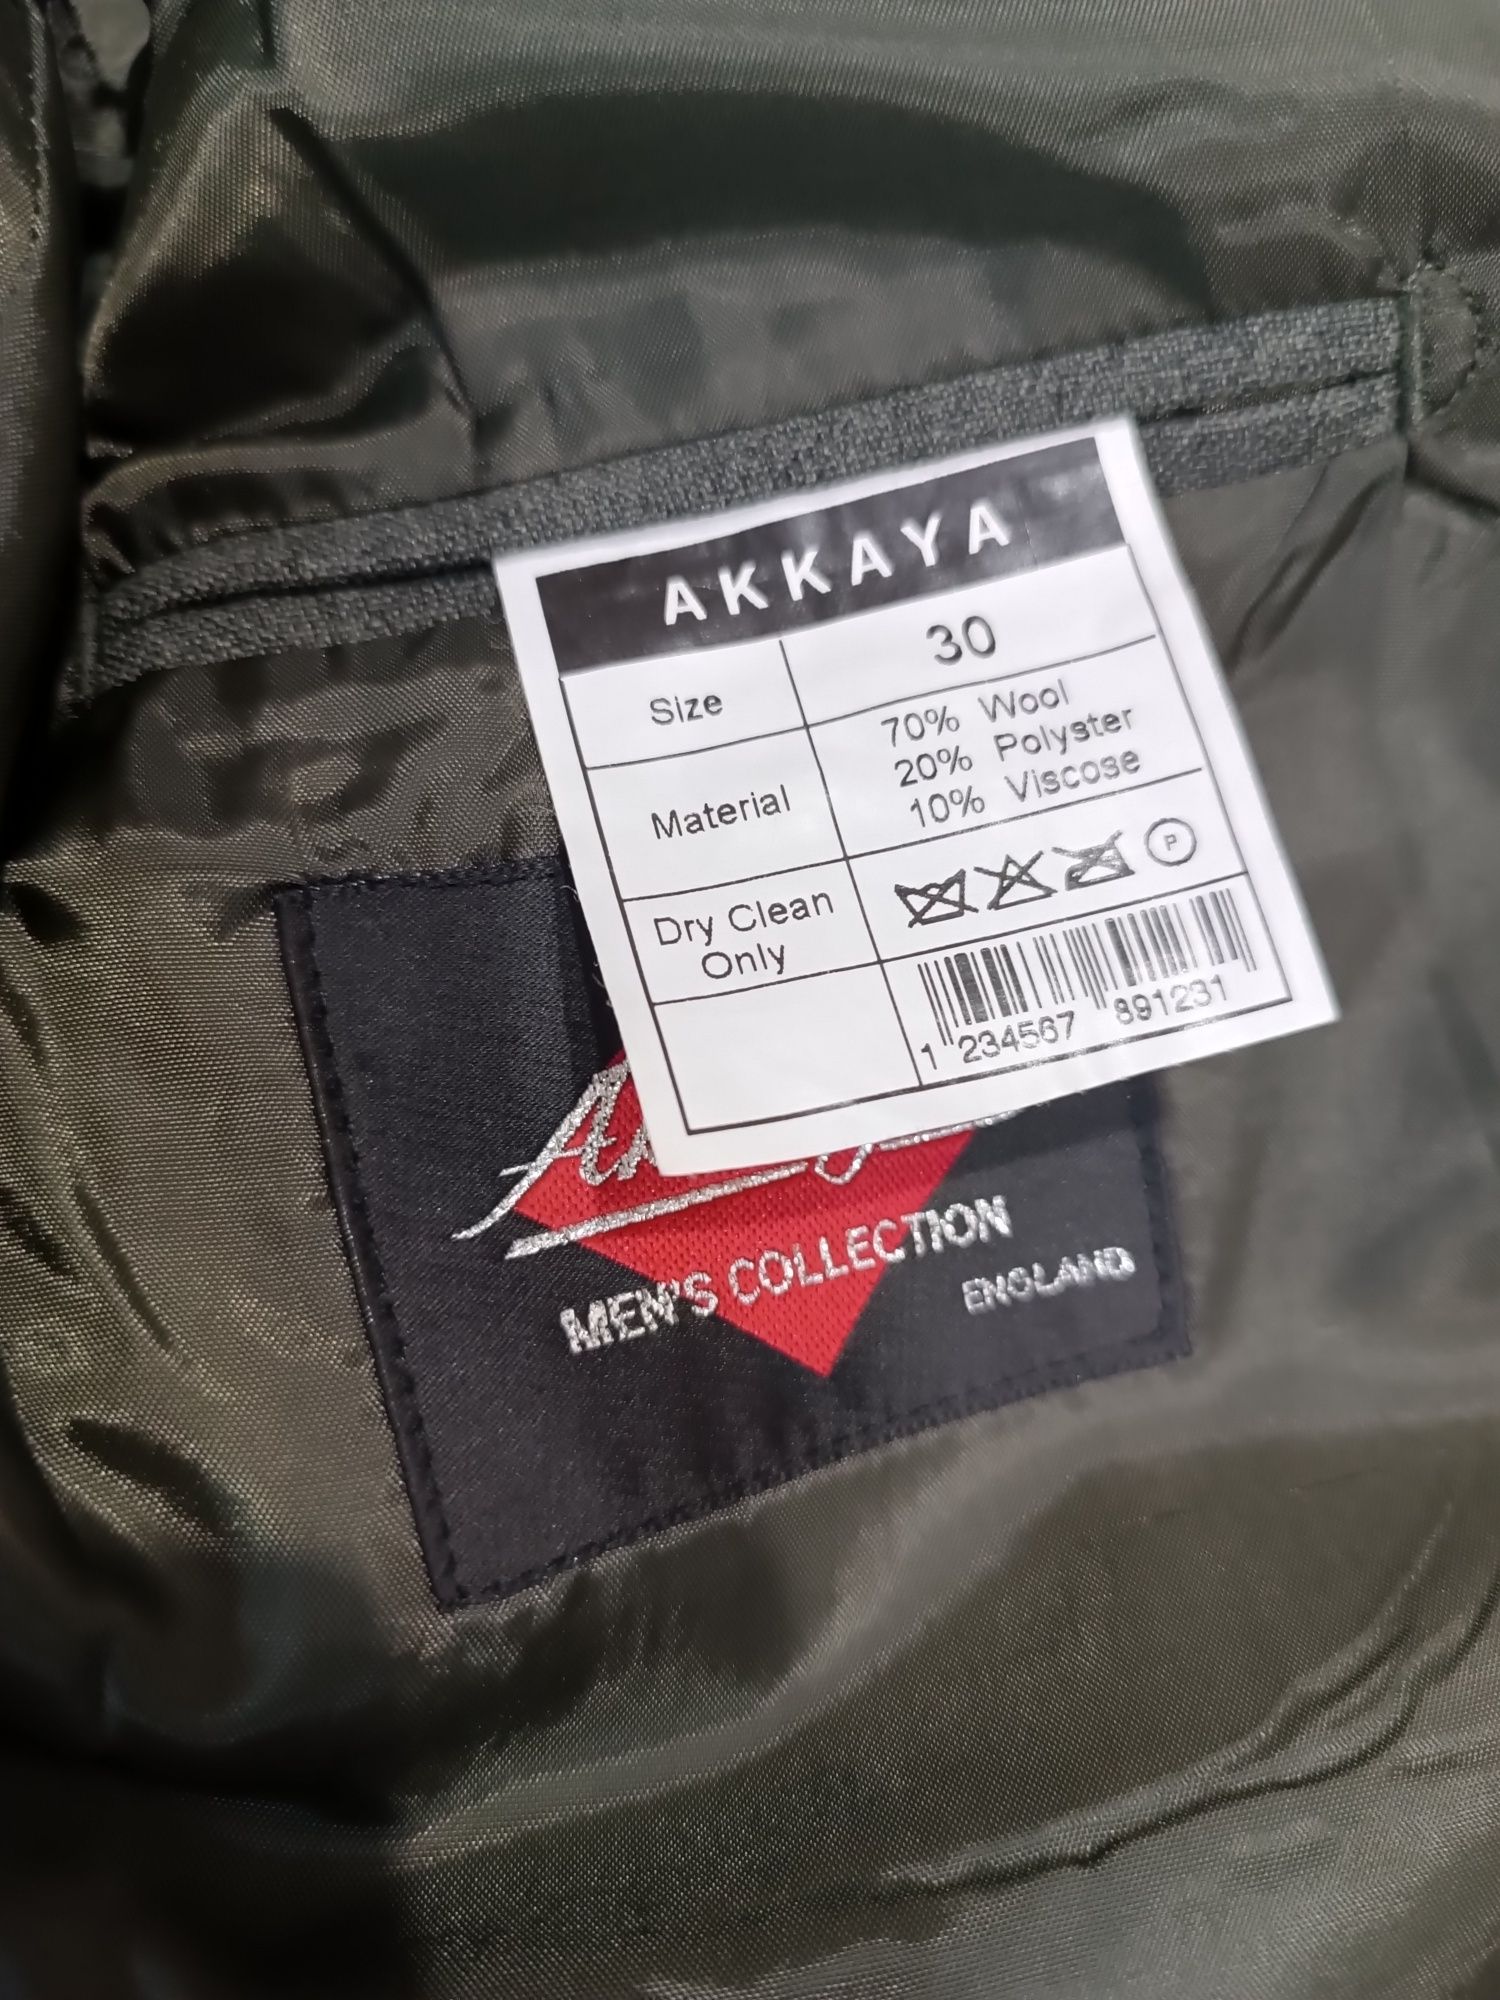 AKKAYA
Size
30
Material
70% Wool
20% Polyster
10% Viscose
Dry Clean
Only
P
1 234567 891231
MEN'S COLLECTION
ENGLAND